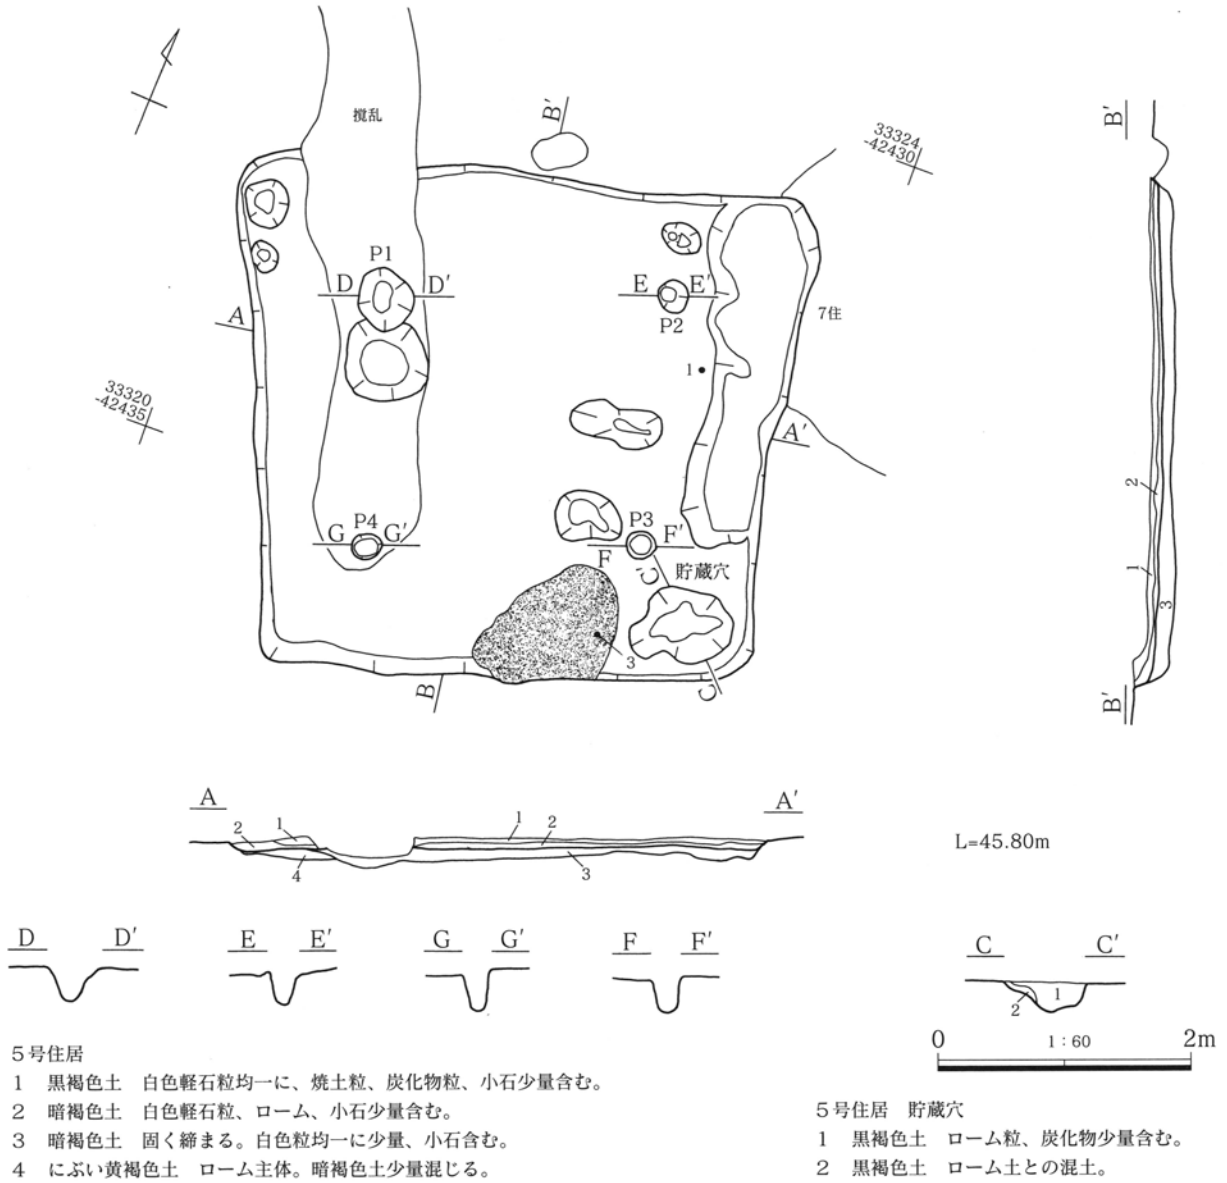 撹乱
B′
33324
-42430
B′
P1
D
D′
E
E′
P2
A
7住
1
33320
-42435
A′
2
G
P4
G′
P3
F
F′
C′
貯蔵穴
1
3
3
B
C
B′
A
A′
2
1
1
2
4
3
L=45.80m
D
D′
E
E′
G
G′
F
F′
C
C′
1
2
0
1：60
2m
5号住居
1 黒褐色土 白色軽石粒均一に、焼土粒、炭化物粒、小石少量含む。
2 暗褐色土 白色軽石粒、ローム、小石少量含む。
3 暗褐色土 固く締まる。白色粒均一に少量、小石含む。
4 にぶい黄褐色土 ローム主体。暗褐色土少量混じる。
5号住居 貯蔵穴
1 黒褐色土 ローム粒、炭化物少量含む。
2 黒褐色土 ローム土との混土。